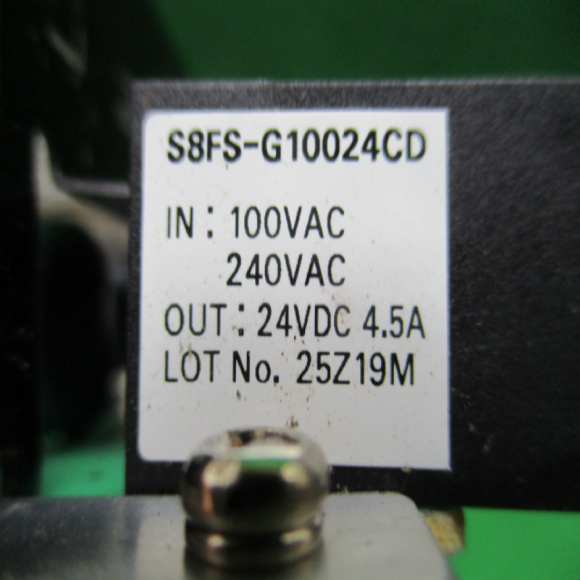 S8FS-G10024CD
IN : 100VAC
240VAC
OUT : 24VDC 4.5A
LOT No. 25Z19M